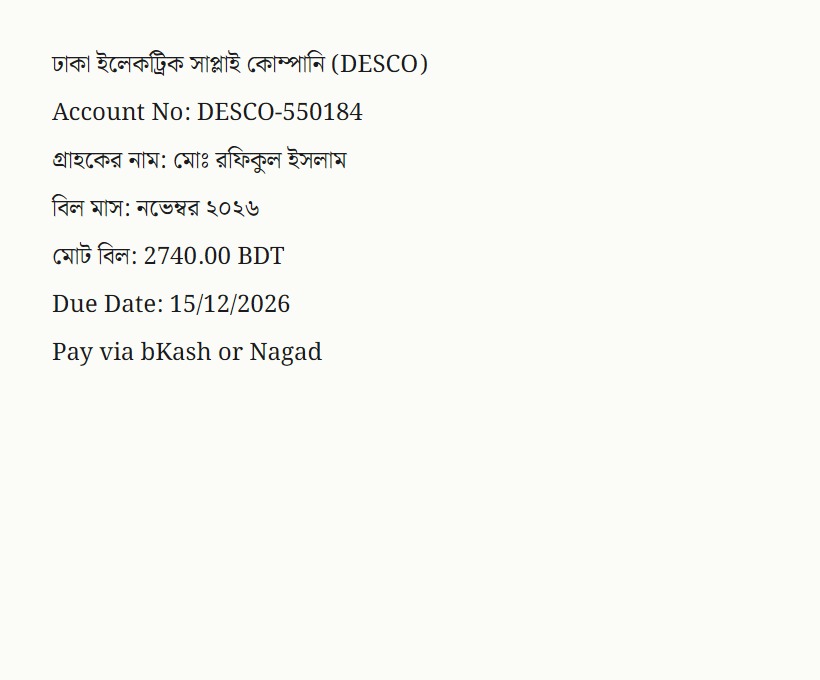 ঢাকা ইলেকট্রিক সাপ্লাই কোম্পানি (DESCO)
Account No: DESCO-550184
গ্রাহকের নাম: মোঃ রফিকুল ইসলাম
বিল মাস: নভেম্বর ২০২৬
মোট বিল: 2740.00 BDT
Due Date: 15/12/2026
Pay via bKash or Nagad